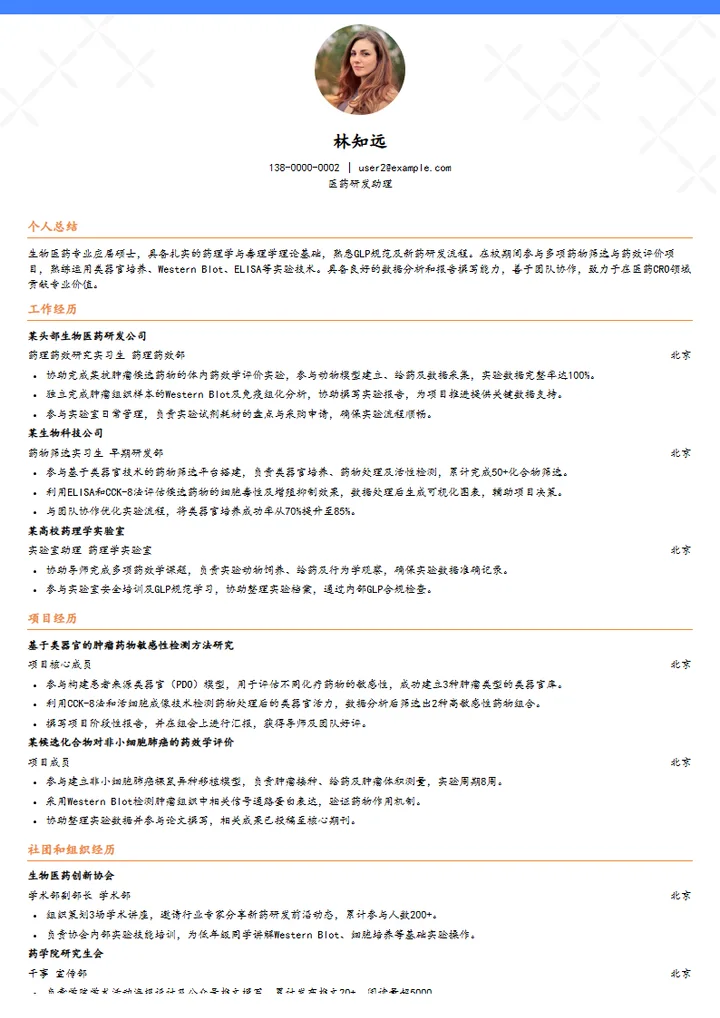 林知远
138-0000-0002 | user2@example.com
医药研发助理
个人总结
生物医药专业应届硕士，具备扎实的药理学与毒理学理论基础，熟悉GLP规范及新药研发流程。在校期间参与多项药物筛选与药效评价项
目，熟练运用类器官培养、Western Blot、ELISA等实验技术。具备良好的数据分析和报告撰写能力，善于团队协作，致力于在医药CRO领域
贡献专业价值。
工作经历
某头部生物医药研发公司
药理药效研究实习生 药理药效部 北京
• 协助完成某抗肿瘤候选药物的体内药效学评价实验，参与动物模型建立、给药及数据采集，实验数据完整率达100%。
• 独立完成肿瘤组织样本的Western Blot及免疫组化分析，协助撰写实验报告，为项目推进提供关键数据支持。
• 参与实验室日常管理，负责实验试剂耗材的盘点与采购申请，确保实验流程顺畅。
某生物科技公司
药物筛选实习生 早期研发部 北京
• 参与基于类器官技术的药物筛选平台搭建，负责类器官培养、药物处理及活性检测，累计完成50+化合物筛选。
• 利用ELISA和CCK-8法评估候选药物的细胞毒性及增殖抑制效果，数据处理后生成可视化图表，辅助项目决策。
• 与团队协作优化实验流程，将类器官培养成功率从70%提升至85%。
某高校药理学实验室
实验室助理 药理学实验室 北京
• 协助导师完成多项药效学课题，负责实验动物饲养、给药及行为学观察，确保实验数据准确记录。
• 参与实验室安全培训及GLP规范学习，协助整理实验档案，通过内部GLP合规检查。
项目经历
基于类器官的肿瘤药物敏感性检测方法研究
项目核心成员 北京
• 参与构建患者来源类器官（PDO）模型，用于评估不同化疗药物的敏感性，成功建立3种肿瘤类型的类器官库。
• 利用CCK-8法和活细胞成像技术检测药物处理后的类器官活力，数据分析后筛选出2种高敏感性药物组合。
• 撰写项目阶段性报告，并在组会上进行汇报，获得导师及团队好评。
某候选化合物对非小细胞肺癌的药效学评价
项目成员 北京
• 参与建立非小细胞肺癌裸鼠异种移植模型，负责肿瘤接种、给药及肿瘤体积测量，实验周期8周。
• 采用Western Blot检测肿瘤组织中相关信号通路蛋白表达，验证药物作用机制。
• 协助整理实验数据并参与论文撰写，相关成果已投稿至核心期刊。
社团和组织经历
生物医药创新协会
学术部副部长 学术部 北京
• 组织策划3场学术讲座，邀请行业专家分享新药研发前沿动态，累计参与人数200+。
• 负责协会内部实验技能培训，为低年级同学讲解Western Blot、细胞培养等基础实验操作。
药学院研究生会
干事 宣传部 北京
• 负责学院学术活动海报设计及公众号推文撰写，累计发布推文20+，阅读量超5000